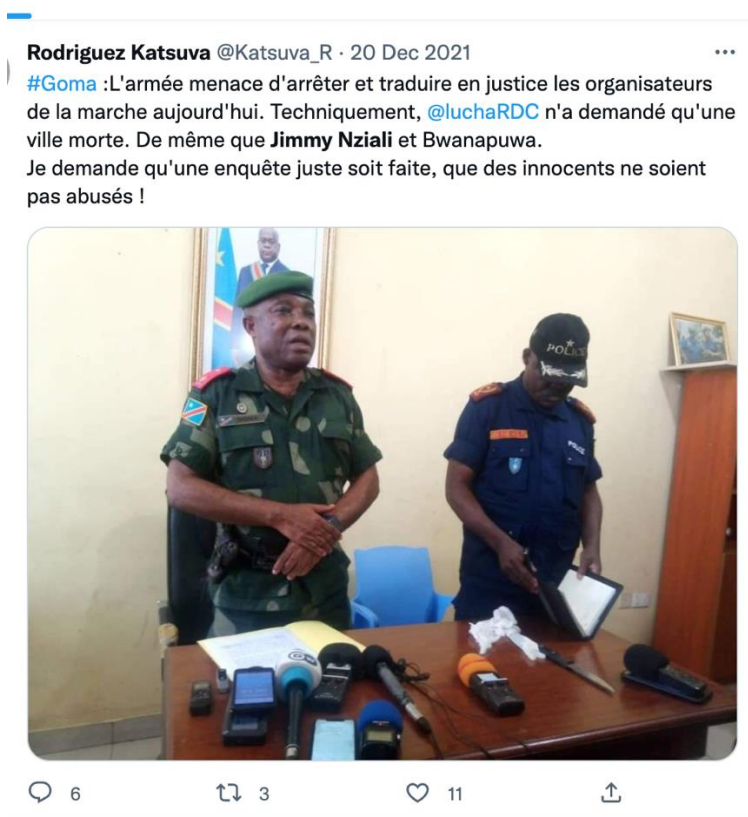 Rodriguez Katsuva @Katsuva_R · 20 Dec 2021
#Goma :L'armée menace d'arrêter et traduire en justice les organisateurs
de la marche aujourd'hui. Techniquement, @luchaRDC n'a demandé qu'une
ville morte. De même que Jimmy Nziali et Bwanapuwa.
Je demande qu'une enquête juste soit faite, que des innocents ne soient
pas abusés !
POLICE
POLICE
DW
6 3 11